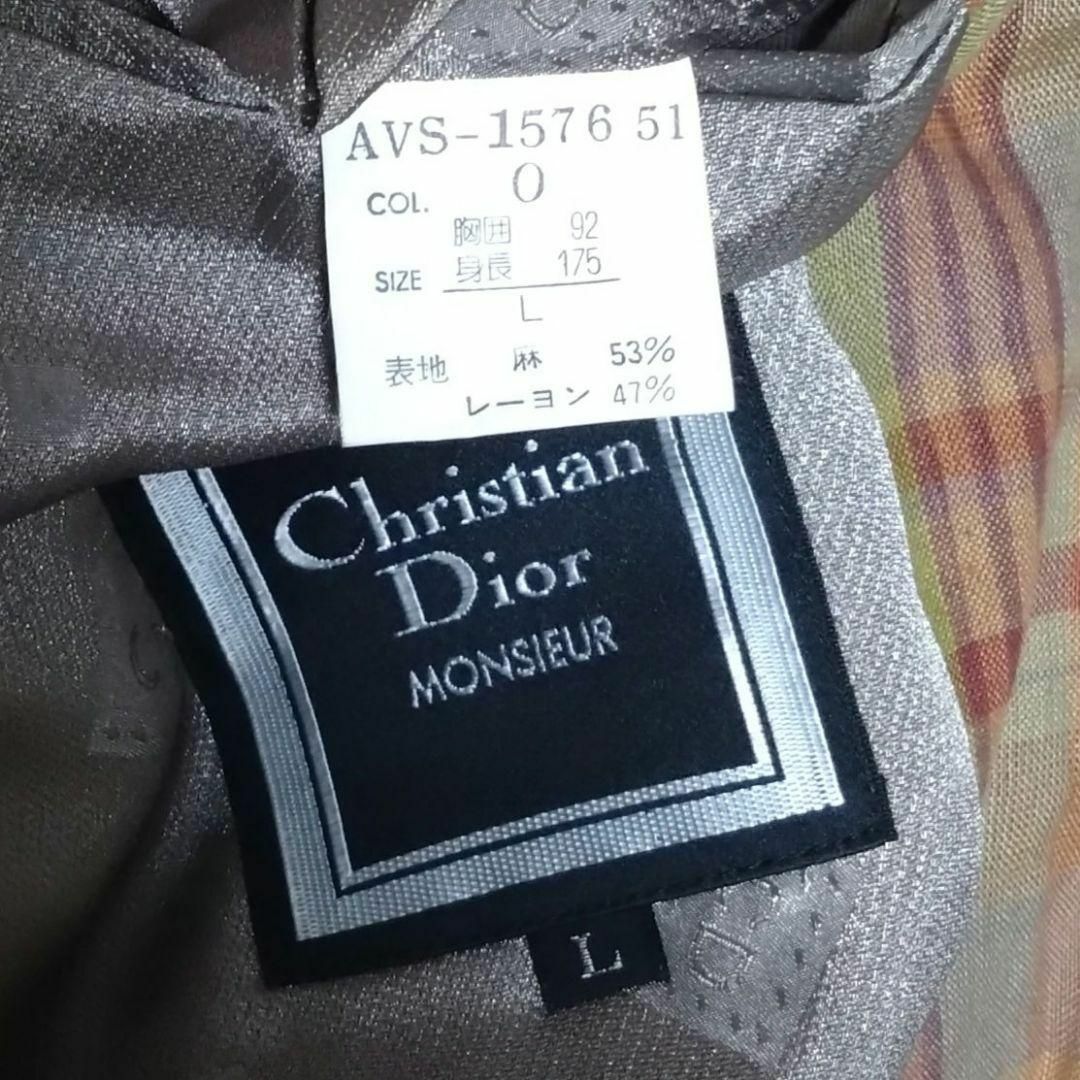 AVS-1576 51
COL. 0
胸囲 92
SIZE 身長 175
L
表地 麻 53%
レーヨン 47%
Christian
Dior
MONSIEUR
L